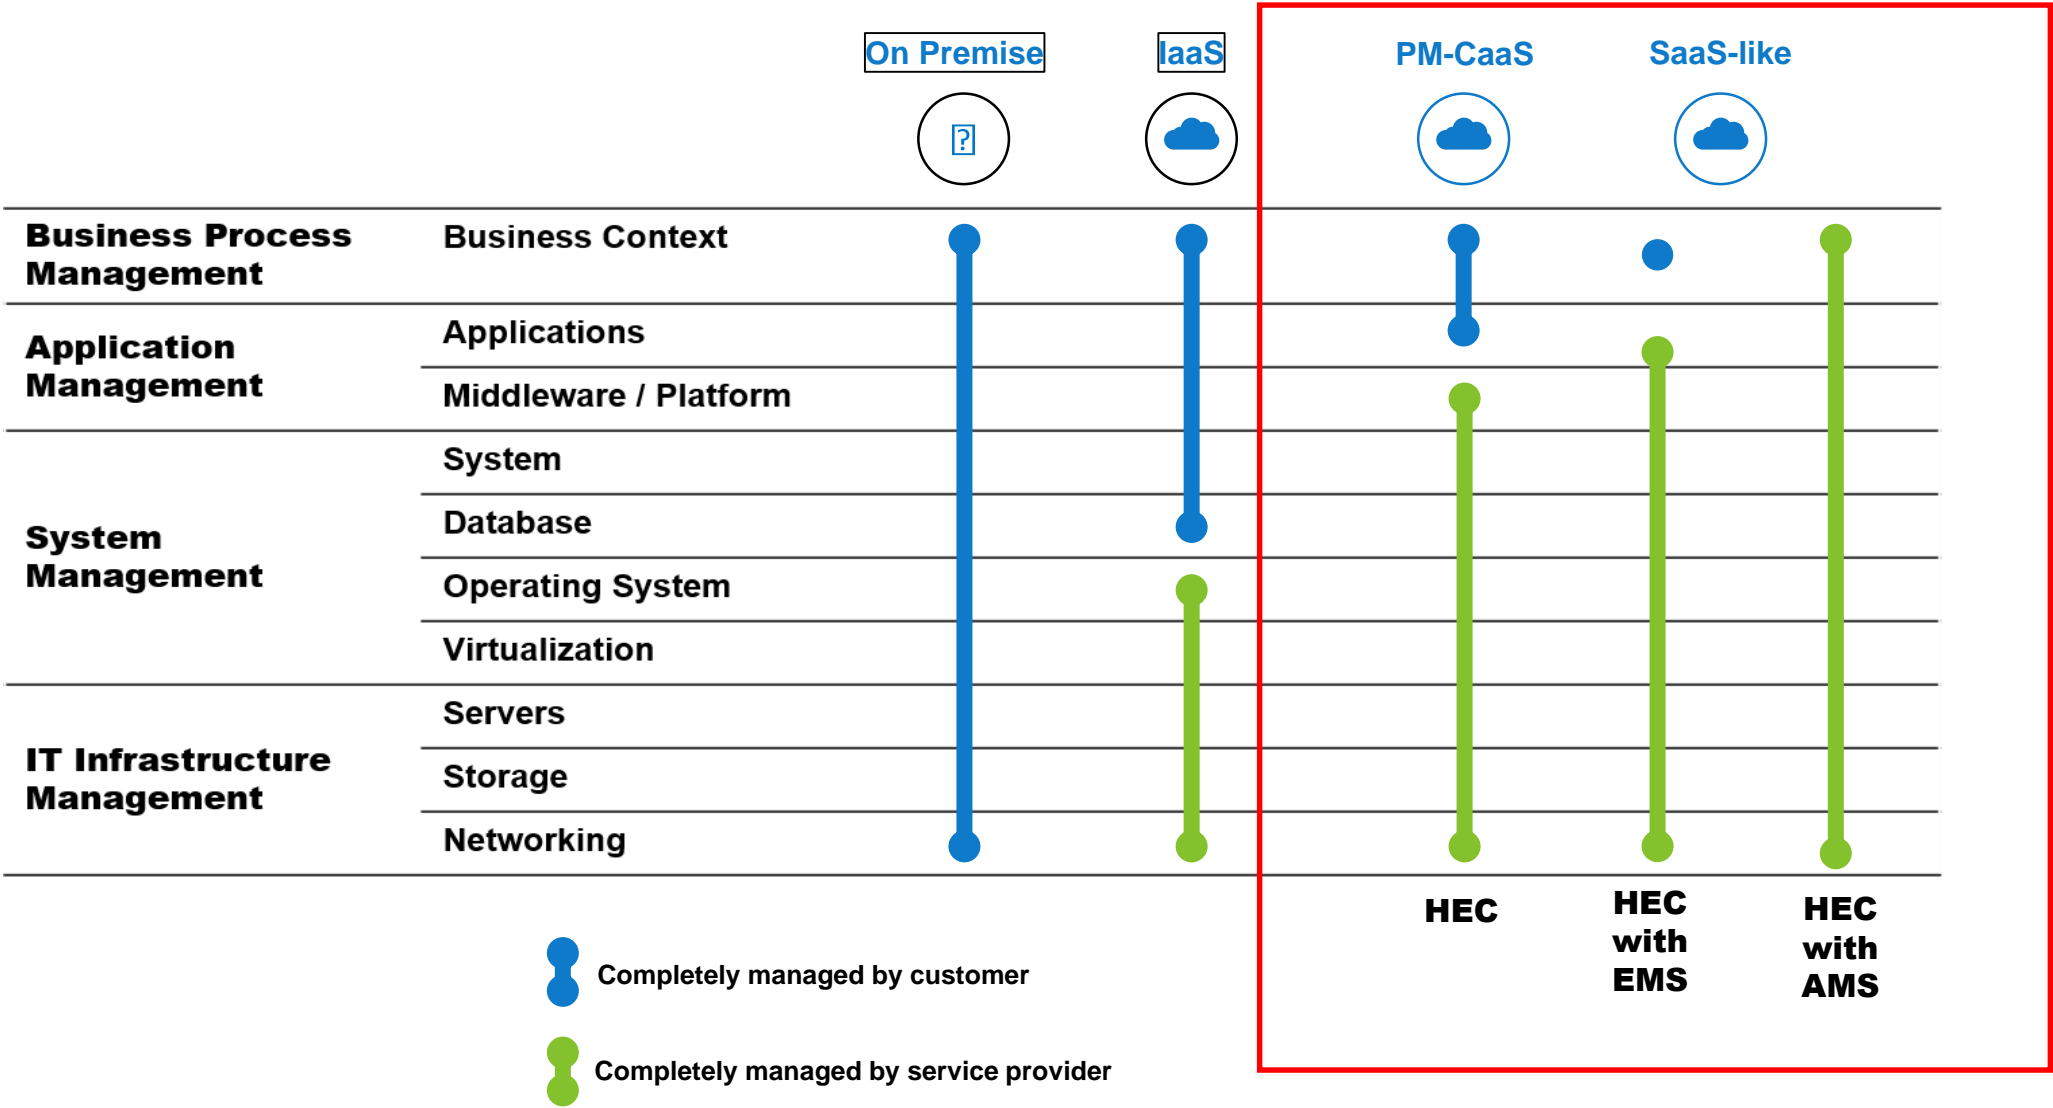 On Premise
IaaS
PM-CaaS
SaaS-like
Business Process
Management
Business Context
Application
Management
Applications
Middleware / Platform
System
Management
System
Database
Operating System
Virtualization
IT Infrastructure
Management
Servers
Storage
Networking
HEC
HEC
with
EMS
HEC
with
AMS
Completely managed by customer
Completely managed by service provider